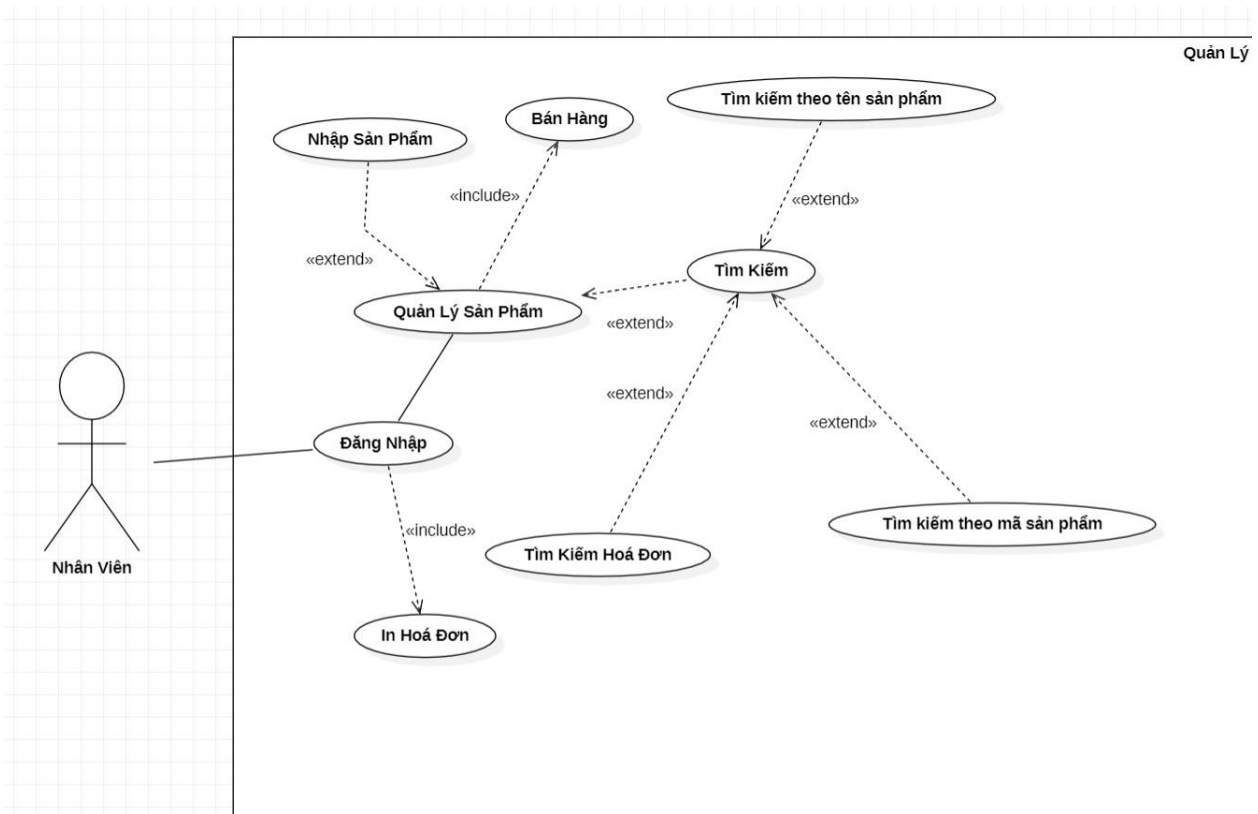 Quản Lý
Tìm kiếm theo tên sản phẩm
Bán Hàng
Nhập Sản Phẩm
«include»
«extend»
«extend»
Tìm Kiếm
Quản Lý Sản Phẩm
«extend»
«extend»
«extend»
Đăng Nhập
«include»
Tìm kiếm theo mã sản phẩm
Tìm Kiếm Hoá Đơn
Nhân Viên
In Hoá Đơn